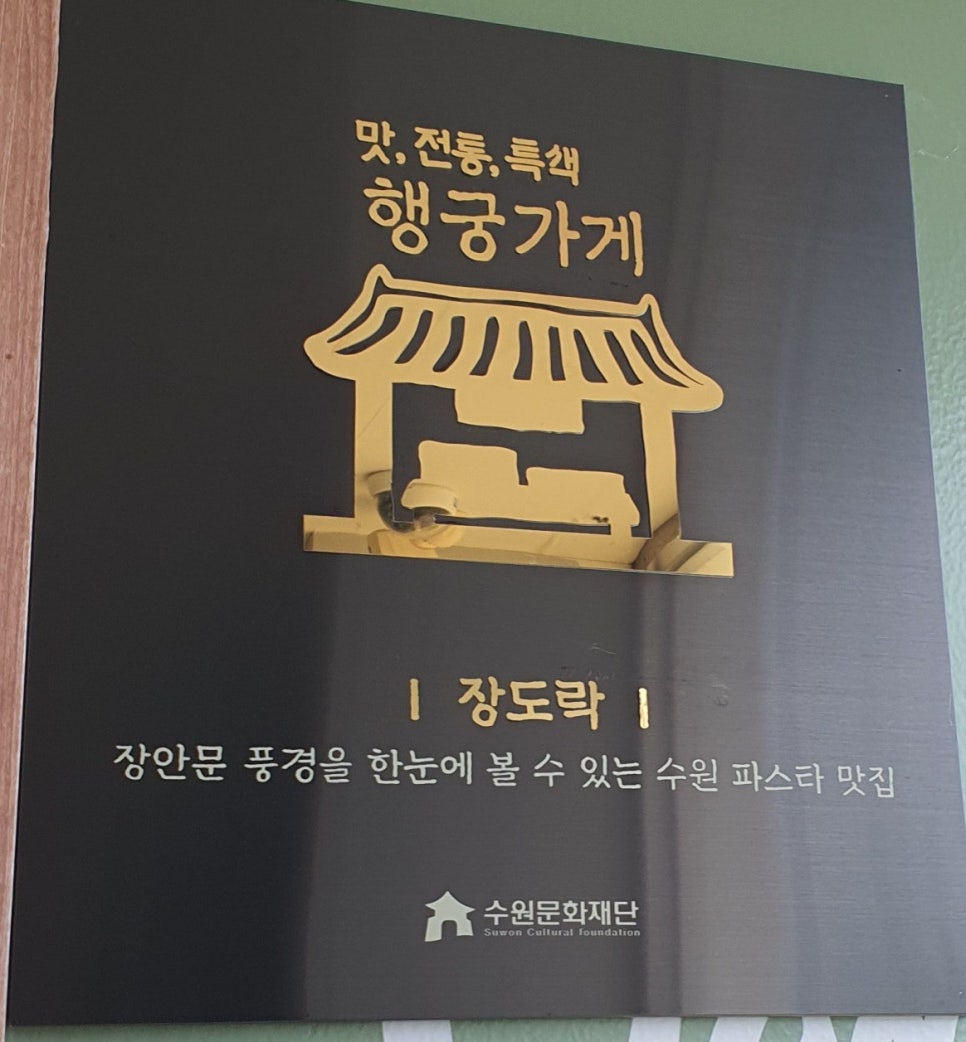 맛, 전통, 특색
행궁가게
| 장도락 |
장안문 풍경을 한눈에 볼 수 있는 수원 파스타 맛집
수원문화재단
Suwon Cultural foundation